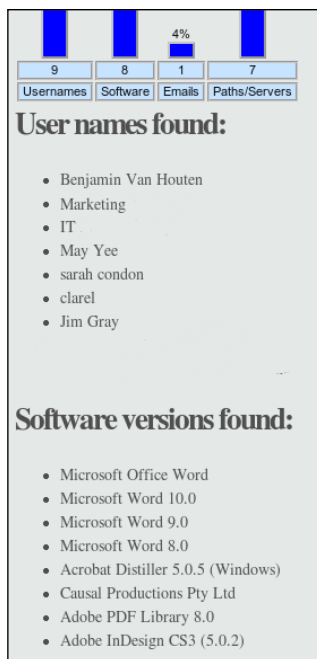 4%
9 8 1 7
Usernames Software Emails Paths/Servers
User names found:
Benjamin Van Houten
Marketing
IT
May Yee
sarah condon
clarel
Jim Gray
Software versions found:
Microsoft Office Word
Microsoft Word 10.0
Microsoft Word 9.0
Microsoft Word 8.0
Acrobat Distiller 5.0.5 (Windows)
Causal Productions Pty Ltd
Adobe PDF Library 8.0
Adobe InDesign CS3 (5.0.2)